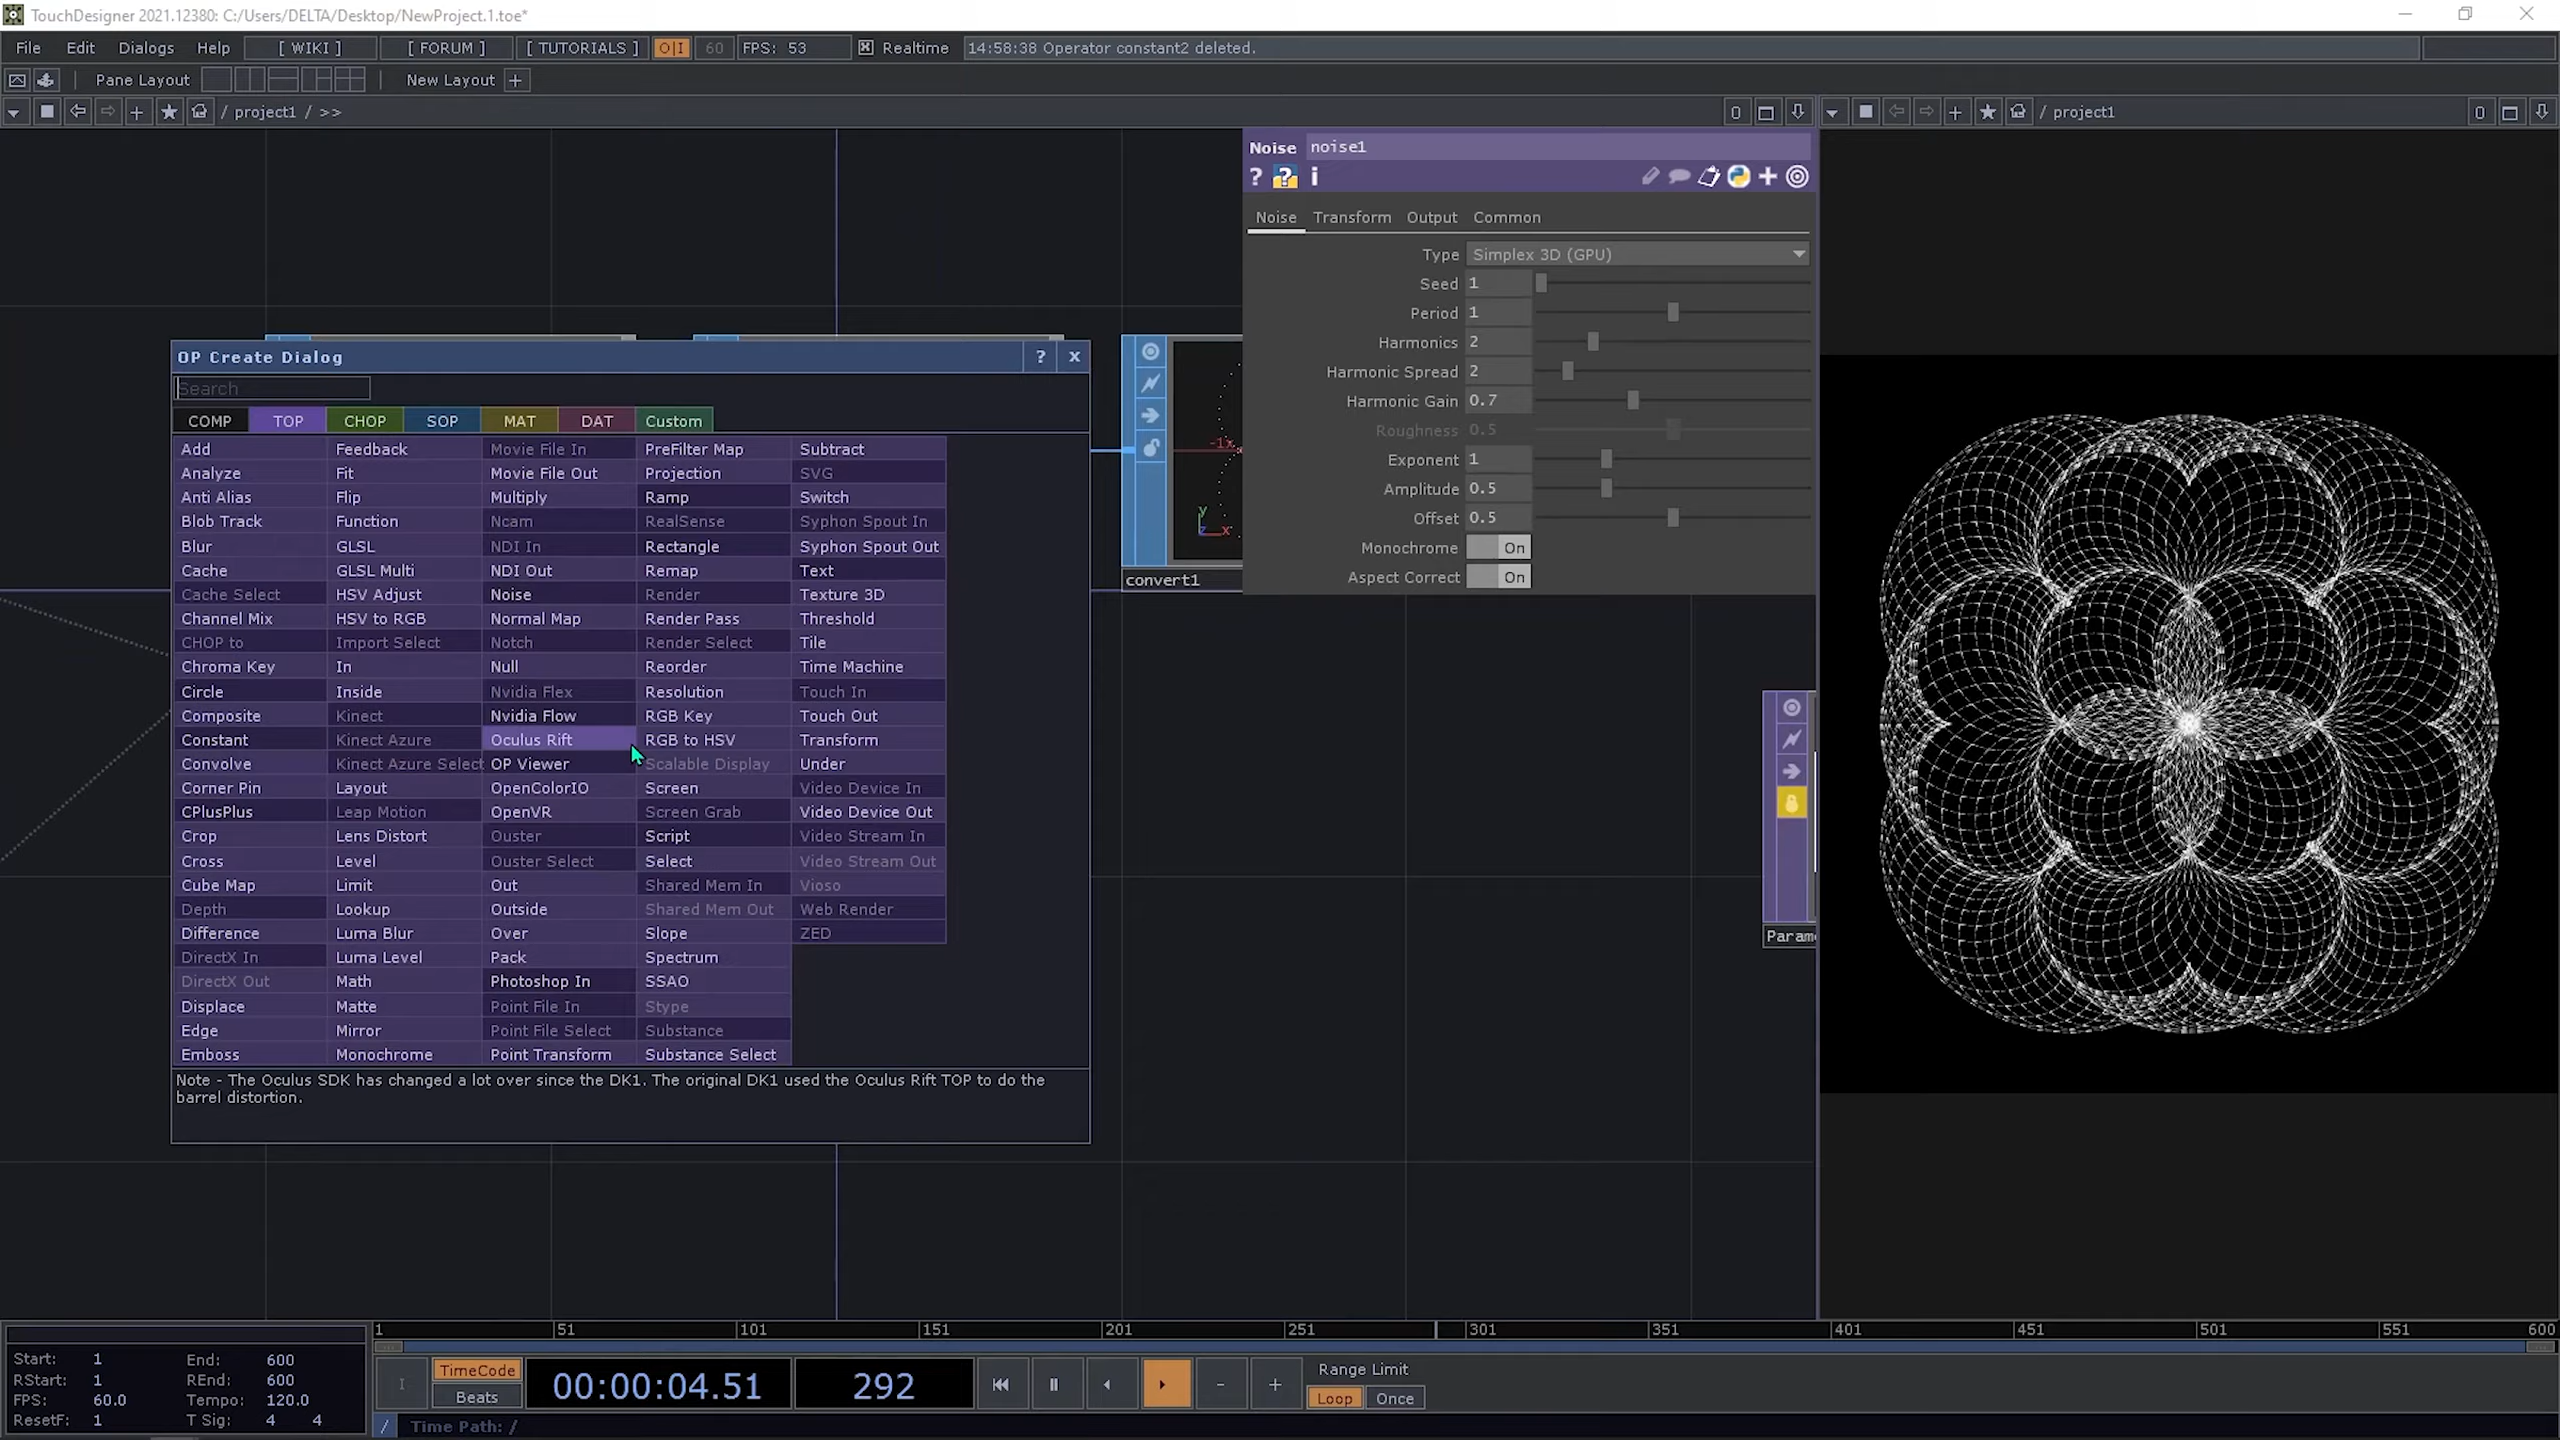 TouchDesigner 2021.12380: C:/Users/DELTA/Desktop/NewProject.1.toe*
File Edit Dialogs Help [ WIKI ] [ FORUM ] [ TUTORIALS ] O|I 60 FPS: 53 Realtime 14:58:38 Operator constant2 deleted.
Pane Layout New Layout +
/ project1 / >> 0 / project1 0
Noise noise1
? ? i
Noise Transform Output Common
Type Simplex 3D (GPU)
Seed 1
Period 1
Harmonics 2
Harmonic Spread 2
Harmonic Gain 0.7
Roughness 0.5
Exponent 1
Amplitude 0.5
Offset 0.5
Monochrome On
Aspect Correct On
OP Create Dialog ? x
Search
COMP TOP CHOP SOP MAT DAT Custom
Add Feedback Movie File In PreFilter Map Subtract
Analyze Fit Movie File Out Projection SVG
Anti Alias Flip Multiply Ramp Switch
Blob Track Function Ncam RealSense Syphon Spout In
Blur GLSL NDI In Rectangle Syphon Spout Out
Cache GLSL Multi NDI Out Remap Text
Cache Select HSV Adjust Noise Render Texture 3D
Channel Mix HSV to RGB Normal Map Render Pass Threshold
CHOP to Import Select Notch Render Select Tile
Chroma Key In Null Reorder Time Machine
Circle Inside Nvidia Flex Resolution Touch In
Composite Kinect Nvidia Flow RGB Key Touch Out
Constant Kinect Azure Oculus Rift RGB to HSV Transform
Convolve Kinect Azure Select OP Viewer Scalable Display Under
Corner Pin Layout OpenColorIO Screen Video Device In
CPlusPlus Leap Motion OpenVR Screen Grab Video Device Out
Crop Lens Distort Ouster Script Video Stream In
Cross Level Ouster Select Select Video Stream Out
Cube Map Limit Out Shared Mem In Vioso
Depth Lookup Outside Shared Mem Out Web Render
Difference Luma Blur Over Slope ZED
DirectX In Luma Level Pack Spectrum
DirectX Out Math Photoshop In SSAO
Displace Matte Point File In Stype
Edge Mirror Point File Select Substance
Emboss Monochrome Point Transform Substance Select
Note - The Oculus SDK has changed a lot over since the DK1. The original DK1 used the Oculus Rift TOP to do the
barrel distortion.
-1x
y
x
convert1
Param
1 51 101 151 201 251 301 351 401 451 501 551 600
Start: 1 End: 600
RStart: 1 REnd: 600
FPS: 60.0 Tempo: 120.0
ResetF: 1 T Sig: 4 4
TimeCode
Beats
00:00:04.51 292 - +
Range Limit
Loop Once
/ Time Path: /